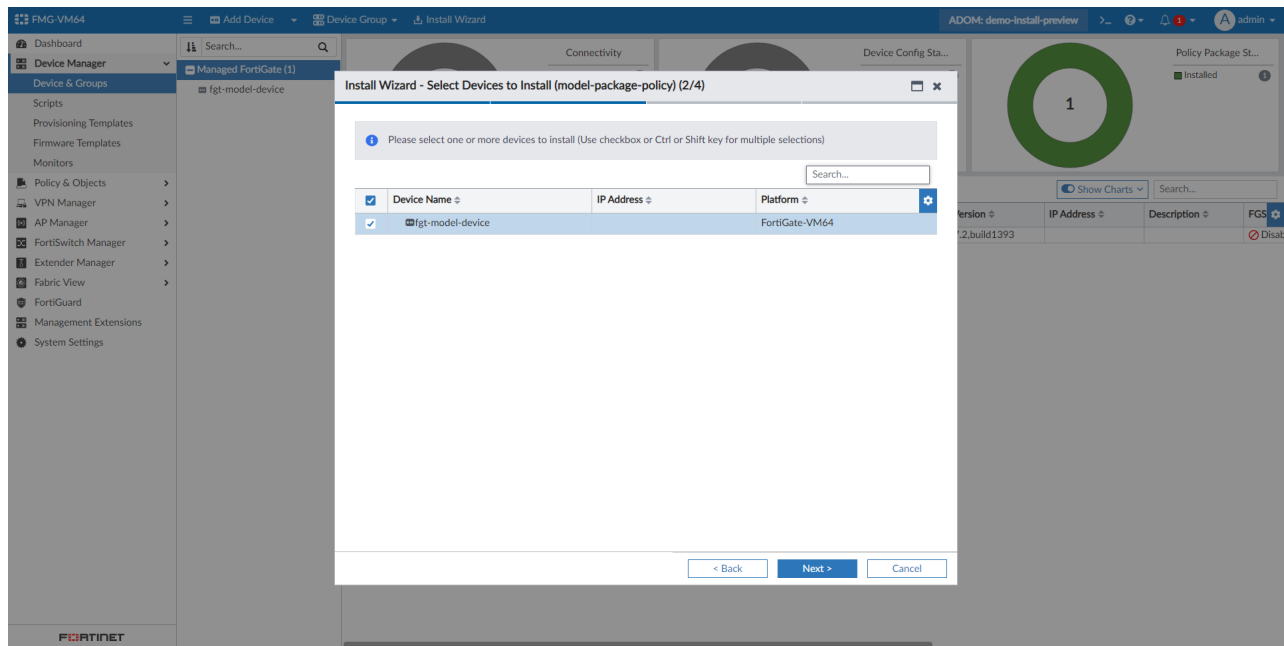 FMG-VM64
Add Device
Device Group
Install Wizard
ADOM: demo-install-preview
>_
1
A
admin
Dashboard
Device Manager
Device & Groups
Scripts
Provisioning Templates
Firmware Templates
Monitors
Policy & Objects
VPN Manager
AP Manager
FortiSwitch Manager
Extender Manager
Fabric View
FortiGuard
Management Extensions
System Settings
FORTINET
Search...
Managed FortiGate (1)
fgt-model-device
Connectivity
Device Config Sta...
Policy Package St...
Installed
1
1
Show Charts
Search...
Version
IP Address
Description
FGS
7.2,build1393
Disab
Install Wizard - Select Devices to Install (model-package-policy) (2/4)
Please select one or more devices to install (Use checkbox or Ctrl or Shift key for multiple selections)
Search...
Device Name
IP Address
Platform
fgt-model-device
FortiGate-VM64
< Back
Next >
Cancel